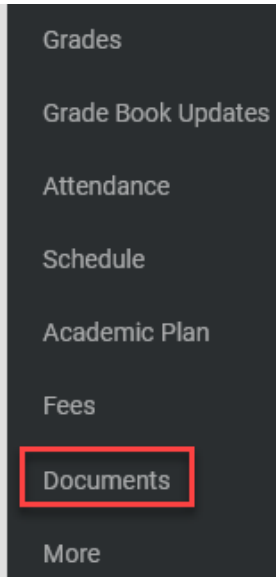 Grades
Grade Book Updates
Attendance
Schedule
Academic Plan
Fees
Documents
More